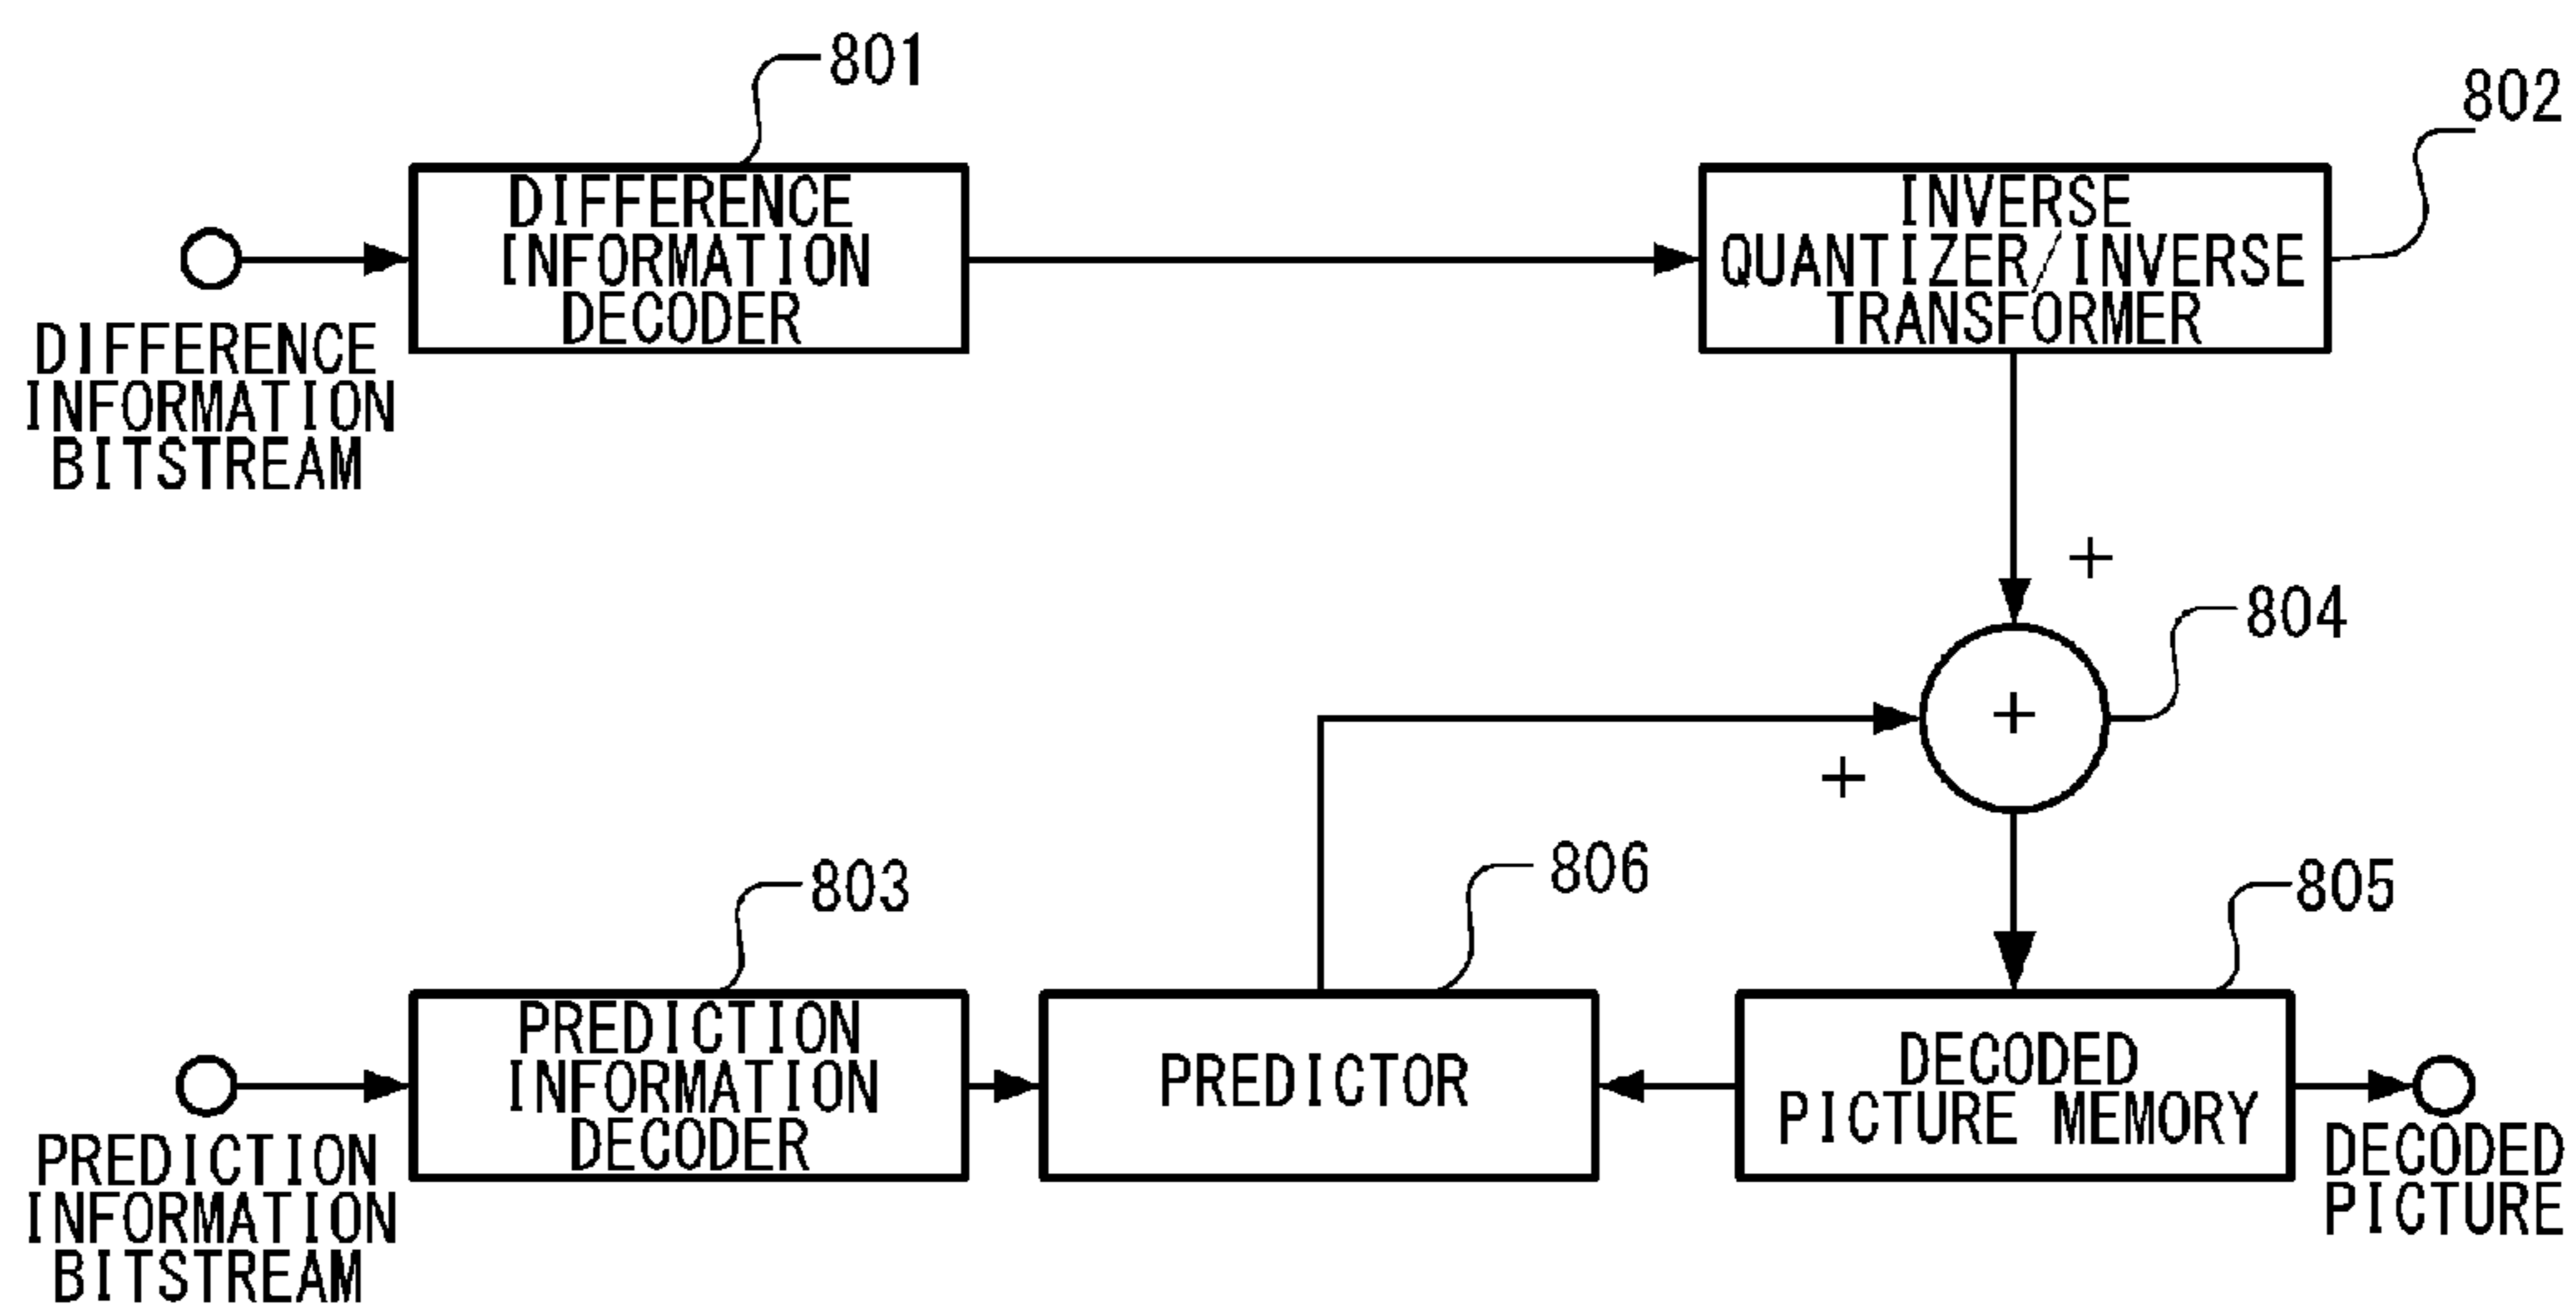 801
802
DIFFERENCE
INFORMATION
DECODER
INVERSE
QUANTIZER/INVERSE
TRANSFORMER
DIFFERENCE
INFORMATION
BITSTREAM
+
804
+
+
806
803
805
PREDICTION
INFORMATION
DECODER
PREDICTOR
DECODED
PICTURE MEMORY
PREDICTION
INFORMATION
BITSTREAM
DECODED
PICTURE